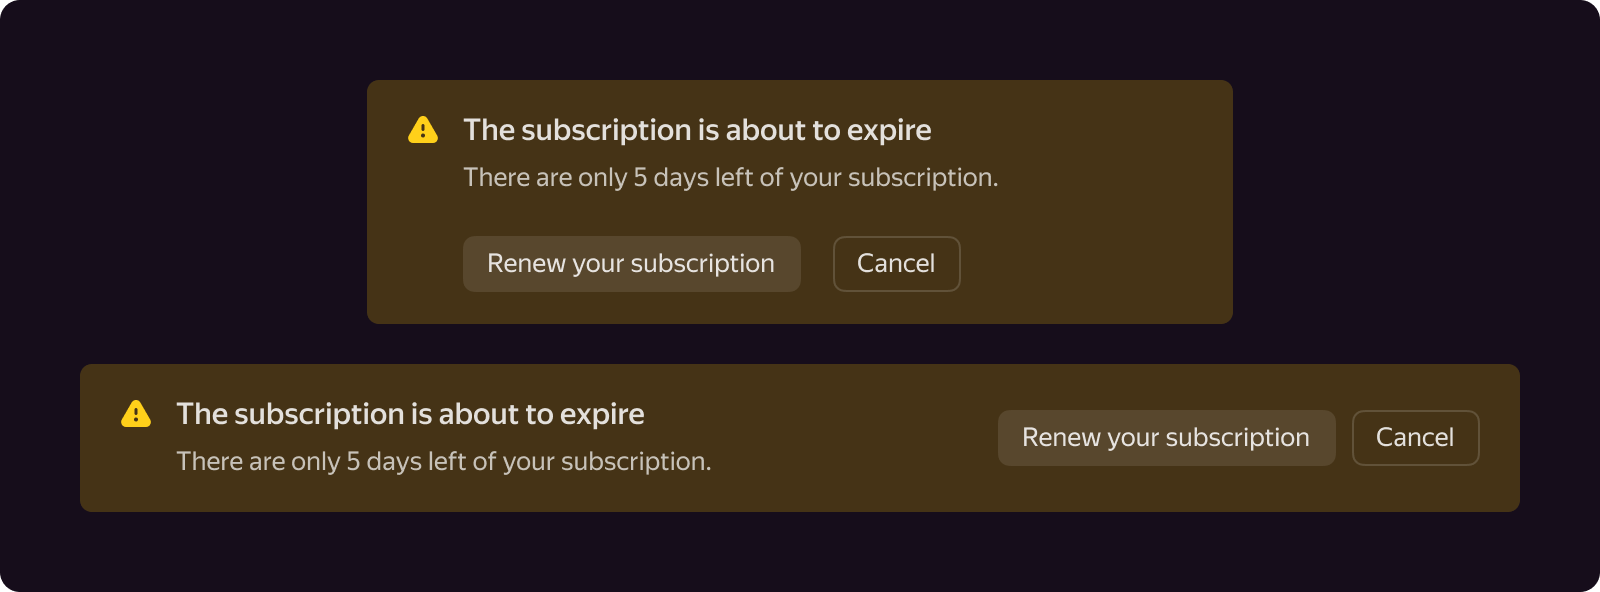 The subscription is about to expire
There are only 5 days left of your subscription.
Renew your subscription Cancel
The subscription is about to expire
There are only 5 days left of your subscription.
Renew your subscription Cancel